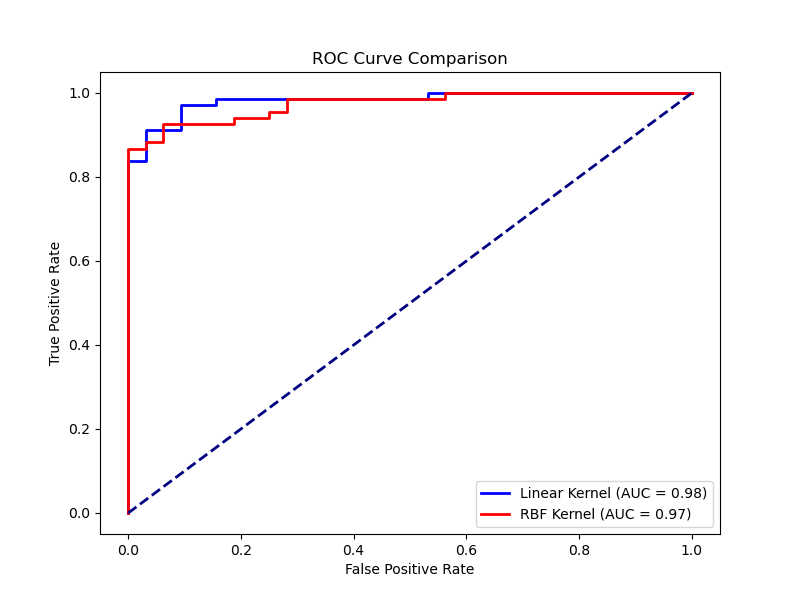 ROC Curve Comparison
1.0
0.8
0.6
0.4
0.2
0.0
True Positive Rate
Linear Kernel (AUC = 0.98)
RBF Kernel (AUC = 0.97)
0.0 0.2 0.4 0.6 0.8 1.0
False Positive Rate